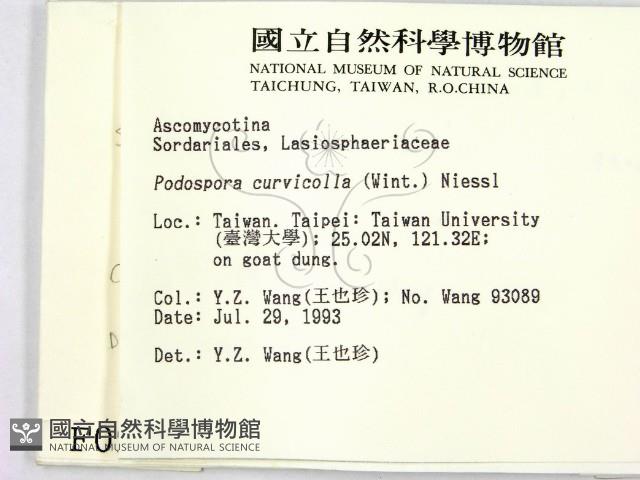 國立自然科學博物館
NATIONAL MUSEUM OF NATURAL SCIENCE
TAICHUNG, TAIWAN, R.O.CHINA
Ascomycotina
Sordariales, Lasiosphaeriaceae
Podospora curvicolla (Wint.) Niessl
Loc.: Taiwan. Taipei: Taiwan University
(臺灣大學); 25.02N, 121.32E;
on goat dung.
Col.: Y.Z. Wang(王也珍); No. Wang 93089
Date: Jul. 29, 1993
Det.: Y.Z. Wang(王也珍)
FO
國立自然科學博物館
NATIONAL MUSEUM OF NATURAL SCIENCE